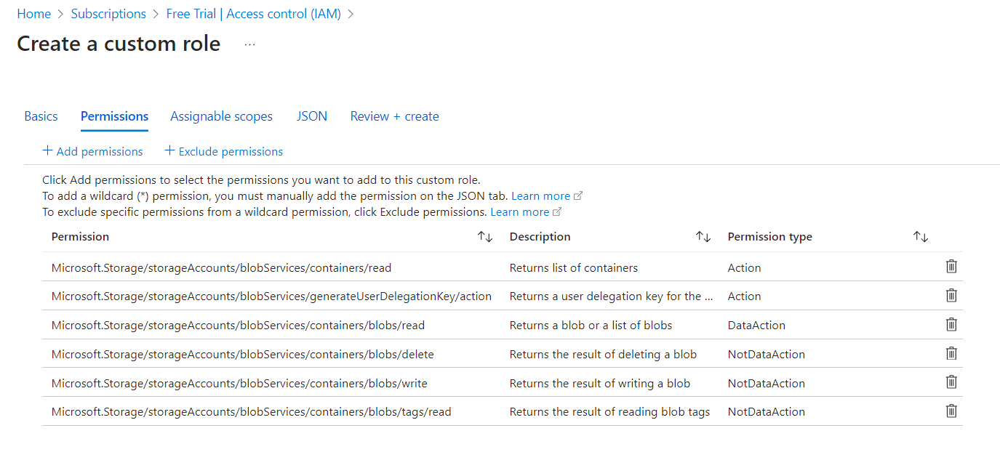 Home > Subscriptions > Free Trial | Access control (IAM) >
Create a custom role ...
Basics Permissions Assignable scopes JSON Review + create
+ Add permissions + Exclude permissions
Click Add permissions to select the permissions you want to add to this custom role.
To add a wildcard (*) permission, you must manually add the permission on the JSON tab. Learn more
To exclude specific permissions from a wildcard permission, click Exclude permissions. Learn more
Permission ↑↓ Description ↑↓ Permission type ↑↓
Microsoft.Storage/storageAccounts/blobServices/containers/read Returns list of containers Action
Microsoft.Storage/storageAccounts/blobServices/generateUserDelegationKey/action Returns a user delegation key for the ... Action
Microsoft.Storage/storageAccounts/blobServices/containers/blobs/read Returns a blob or a list of blobs DataAction
Microsoft.Storage/storageAccounts/blobServices/containers/blobs/delete Returns the result of deleting a blob NotDataAction
Microsoft.Storage/storageAccounts/blobServices/containers/blobs/write Returns the result of writing a blob NotDataAction
Microsoft.Storage/storageAccounts/blobServices/containers/blobs/tags/read Returns the result of reading blob tags NotDataAction